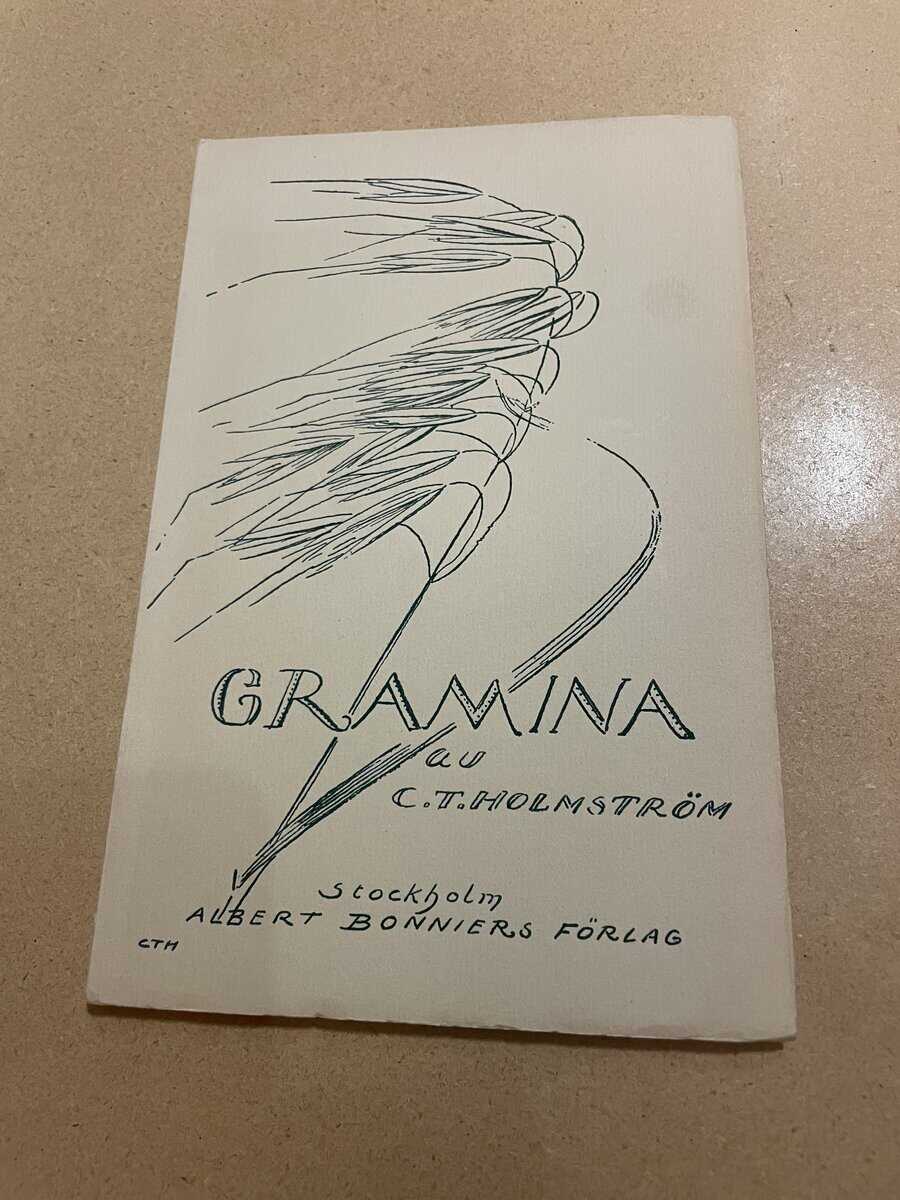 GRAMINA
av
C.T. HOLMSTRÖM
Stockholm
ALBERT BONNIERS FÖRLAG
CTH